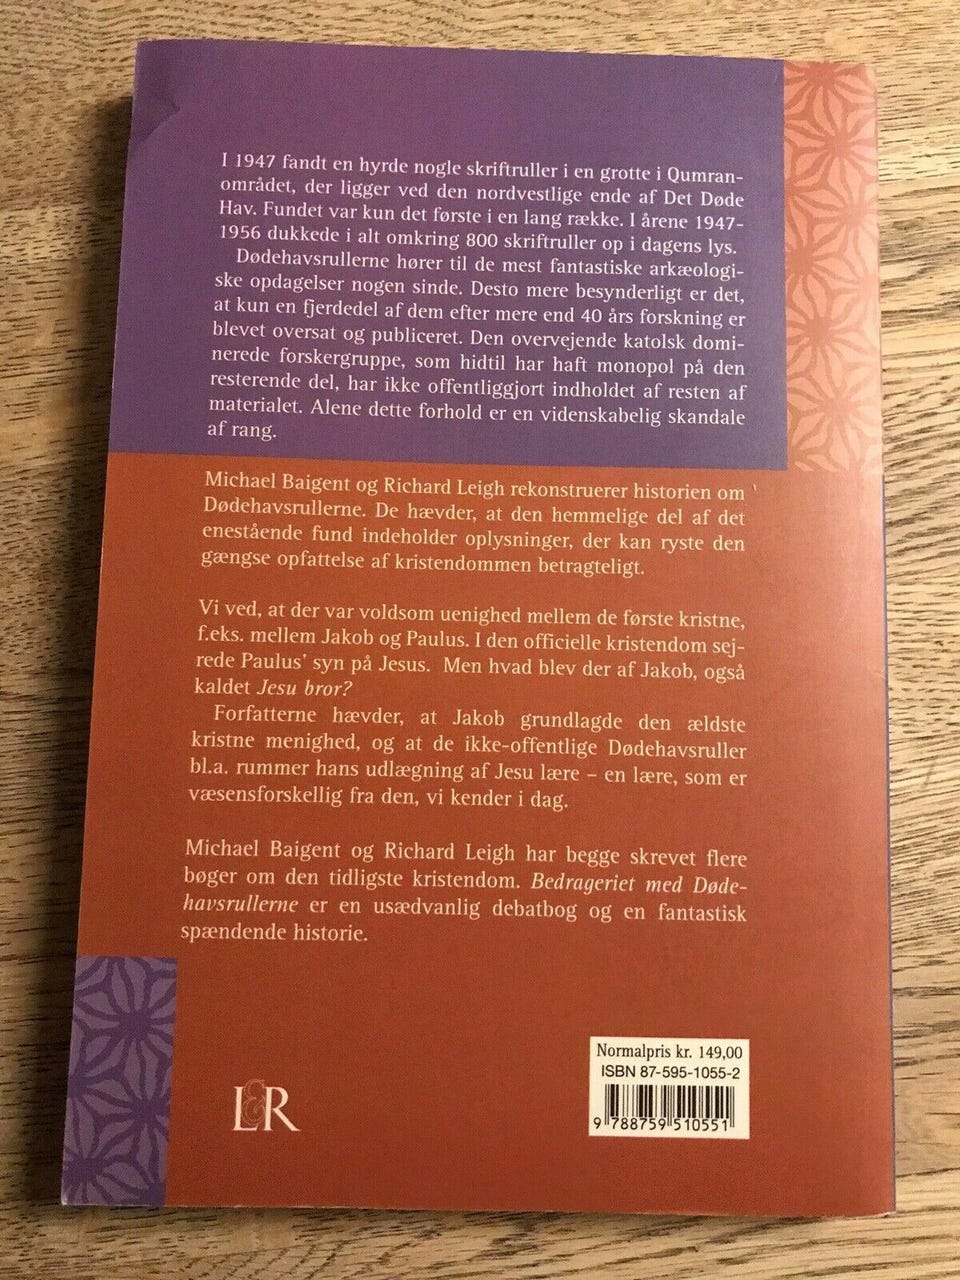 I 1947 fandt en hyrde nogle skriftruller i en grotte i Qumran-
området, der ligger ved den nordvestlige ende af Det Døde
Hav. Fundet var kun det første i en lang række. I årene 1947-
1956 dukkede i alt omkring 800 skriftruller op i dagens lys.
Dødehavsrullerne hører til de mest fantastiske arkæologi-
ske opdagelser nogen sinde. Desto mere besynderligt er det,
at kun en fjerdedel af dem efter mere end 40 års forskning er
blevet oversat og publiceret. Den overvejende katolsk domi-
nerede forskergruppe, som hidtil har haft monopol på den
resterende del, har ikke offentliggjort indholdet af resten af
materialet. Alene dette forhold er en videnskabelig skandale
af rang.
Michael Baigent og Richard Leigh rekonstruerer historien om
Dødehavsrullerne. De hævder, at den hemmelige del af det
enestående fund indeholder oplysninger, der kan ryste den
gængse opfattelse af kristendommen betragteligt.
Vi ved, at der var voldsom uenighed mellem de første kristne,
f.eks. mellem Jakob og Paulus. I den officielle kristendom sej-
rede Paulus' syn på Jesus. Men hvad blev der af Jakob, også
kaldet Jesu bror?
Forfatterne hævder, at Jakob grundlagde den ældste
kristne menighed, og at de ikke-offentlige Dødehavsruller
bl.a. rummer hans udlægning af Jesu lære – en lære, som er
væsensforskellig fra den, vi kender i dag.
Michael Baigent og Richard Leigh har begge skrevet flere
bøger om den tidligste kristendom. Bedrageriet med Døde-
havsrullerne er en usædvanlig debatbog og en fantastisk
spændende historie.
Normalpris kr. 149,00
ISBN 87-595-1055-2
9 788759 510551
L&R